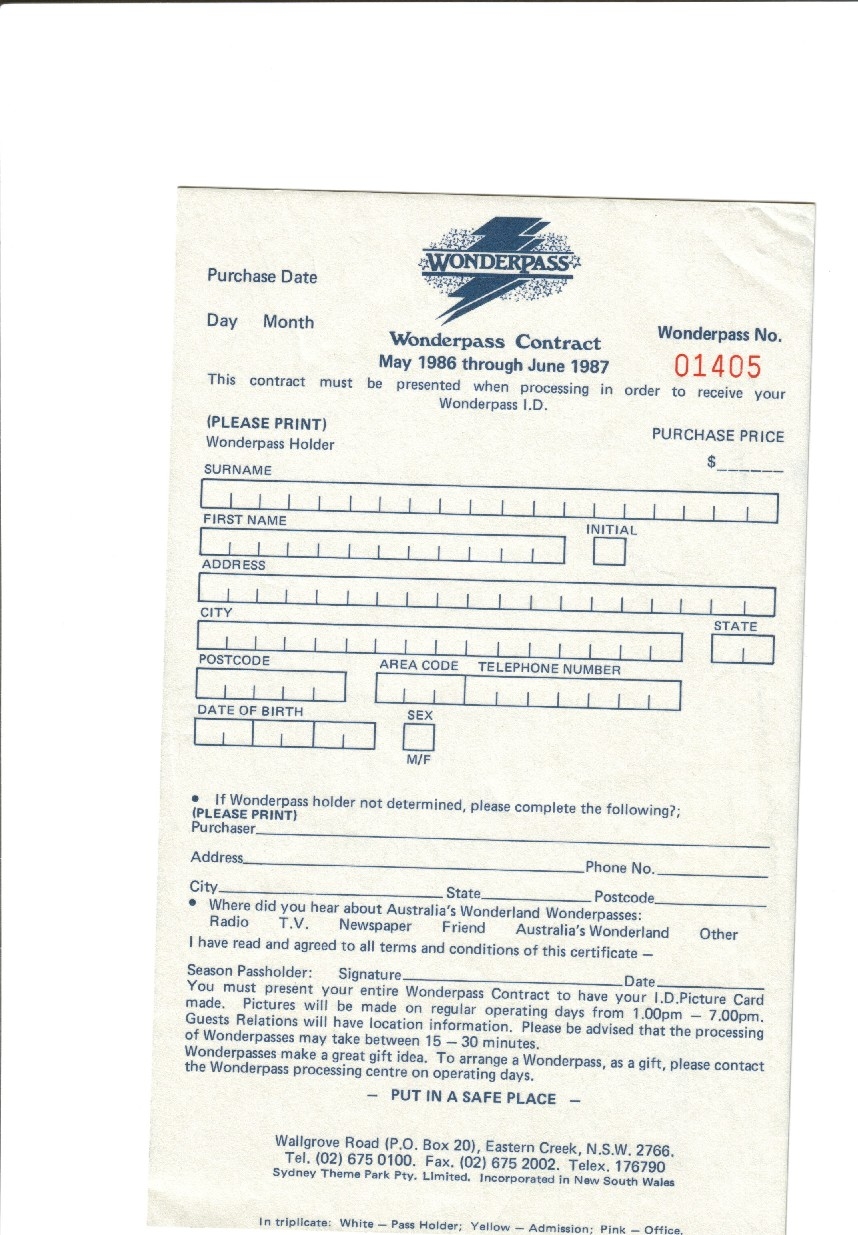 WONDERPASS
Purchase Date
Day Month
Wonderpass Contract
May 1986 through June 1987
Wonderpass No.
01405
This contract must be presented when processing in order to receive your
Wonderpass I.D.
(PLEASE PRINT)
Wonderpass Holder
PURCHASE PRICE
$______
SURNAME
FIRST NAME
INITIAL
ADDRESS
CITY
STATE
POSTCODE
AREA CODE TELEPHONE NUMBER
DATE OF BIRTH
SEX
M/F
• If Wonderpass holder not determined, please complete the following?;
(PLEASE PRINT)
Purchaser
Address Phone No.
City State Postcode
• Where did you hear about Australia's Wonderland Wonderpasses:
Radio T.V. Newspaper Friend Australia's Wonderland Other
I have read and agreed to all terms and conditions of this certificate —
Season Passholder: Signature Date
You must present your entire Wonderpass Contract to have your I.D.Picture Card
made. Pictures will be made on regular operating days from 1.00pm — 7.00pm.
Guests Relations will have location information. Please be advised that the processing
of Wonderpasses may take between 15 — 30 minutes.
Wonderpasses make a great gift idea. To arrange a Wonderpass, as a gift, please contact
the Wonderpass processing centre on operating days.
— PUT IN A SAFE PLACE —
Wallgrove Road (P.O. Box 20), Eastern Creek, N.S.W. 2766.
Tel. (02) 675 0100. Fax. (02) 675 2002. Telex. 176790
Sydney Theme Park Pty. Limited. Incorporated in New South Wales
In triplicate: White — Pass Holder; Yellow — Admission; Pink — Office.